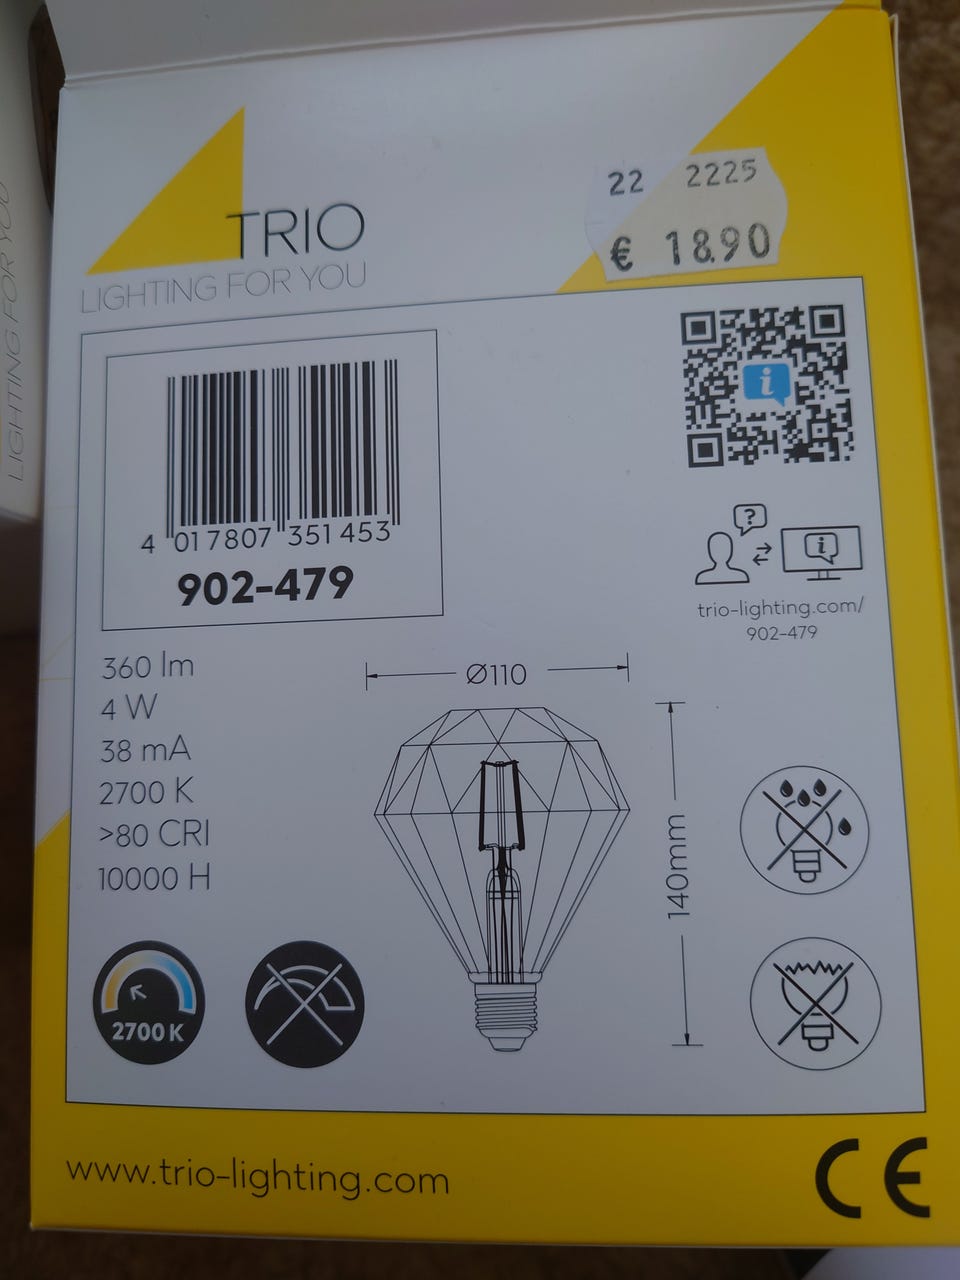 TRIO
LIGHTING FOR YOU
22 2225
€ 18.90
4 017807 351453
902-479
?
i
i
trio-lighting.com/
902-479
360 lm
4 W
38 mA
2700 K
>80 CRI
10000 H
Ø110
140mm
2700 K
www.trio-lighting.com
CE
LIGHTING FOR YOU